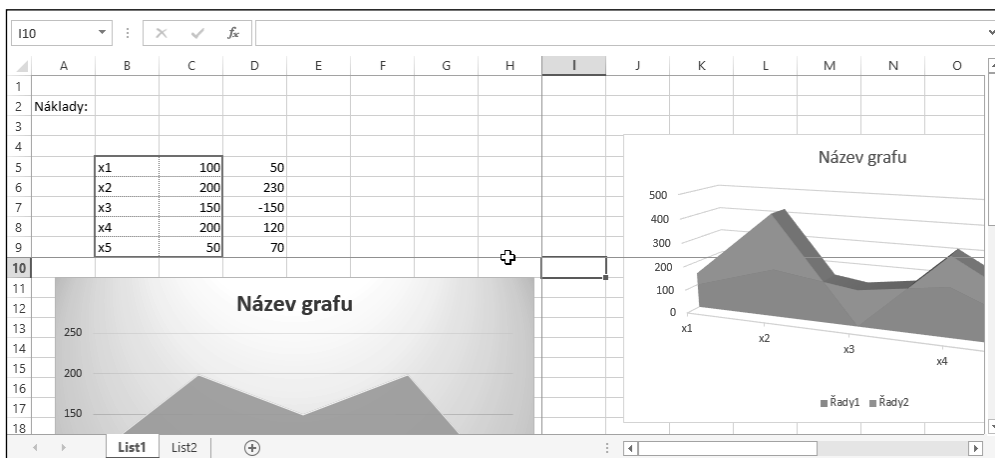 I10 fx
A B C D E F G H I J K L M N O
1
2 Náklady:
3
4
5 x1 100 50
6 x2 200 230
7 x3 150 -150
8 x4 200 120
9 x5 50 70
10
11
12
13
14
15
16
17
18
Název grafu
250
200
150
Název grafu
500
400
300
200
100
0
x1
x2
x3
x4
Řady1 Řady2
List1 List2